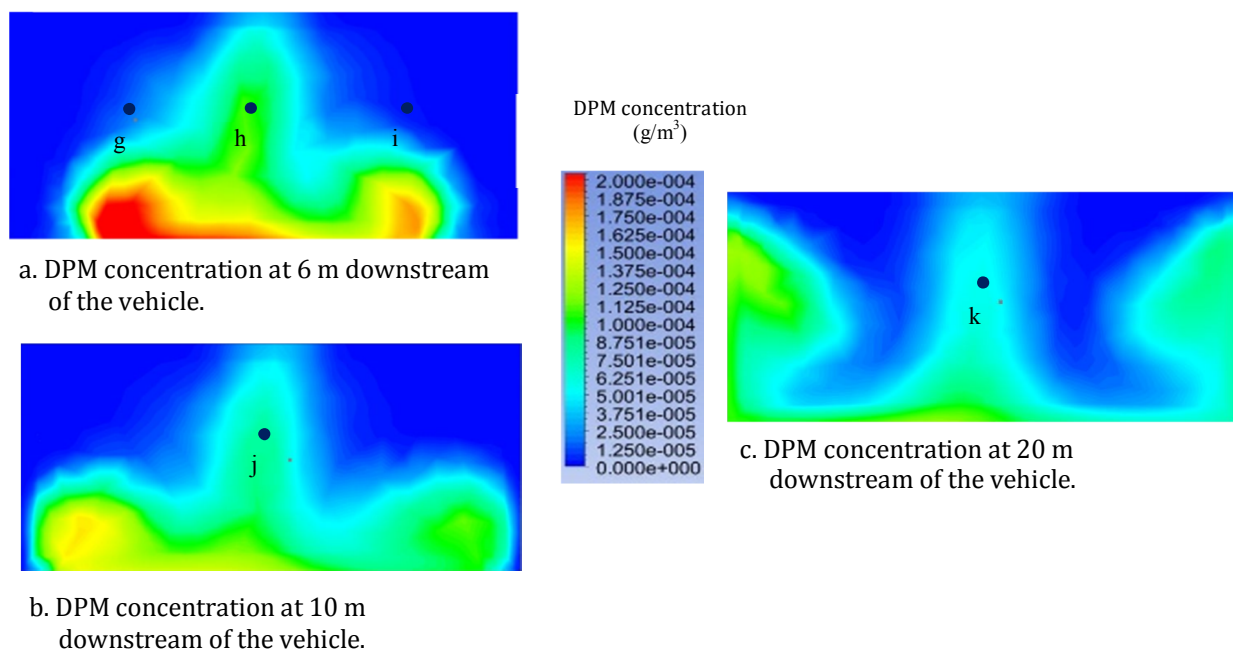 g
h
i
a. DPM concentration at 6 m downstream
of the vehicle.
j
b. DPM concentration at 10 m
downstream of the vehicle.
DPM concentration
(g/m³)
2.000e-004
1.875e-004
1.750e-004
1.625e-004
1.500e-004
1.375e-004
1.250e-004
1.125e-004
1.000e-004
8.751e-005
7.501e-005
6.251e-005
5.001e-005
3.751e-005
2.500e-005
1.250e-005
0.000e+000
k
c. DPM concentration at 20 m
downstream of the vehicle.